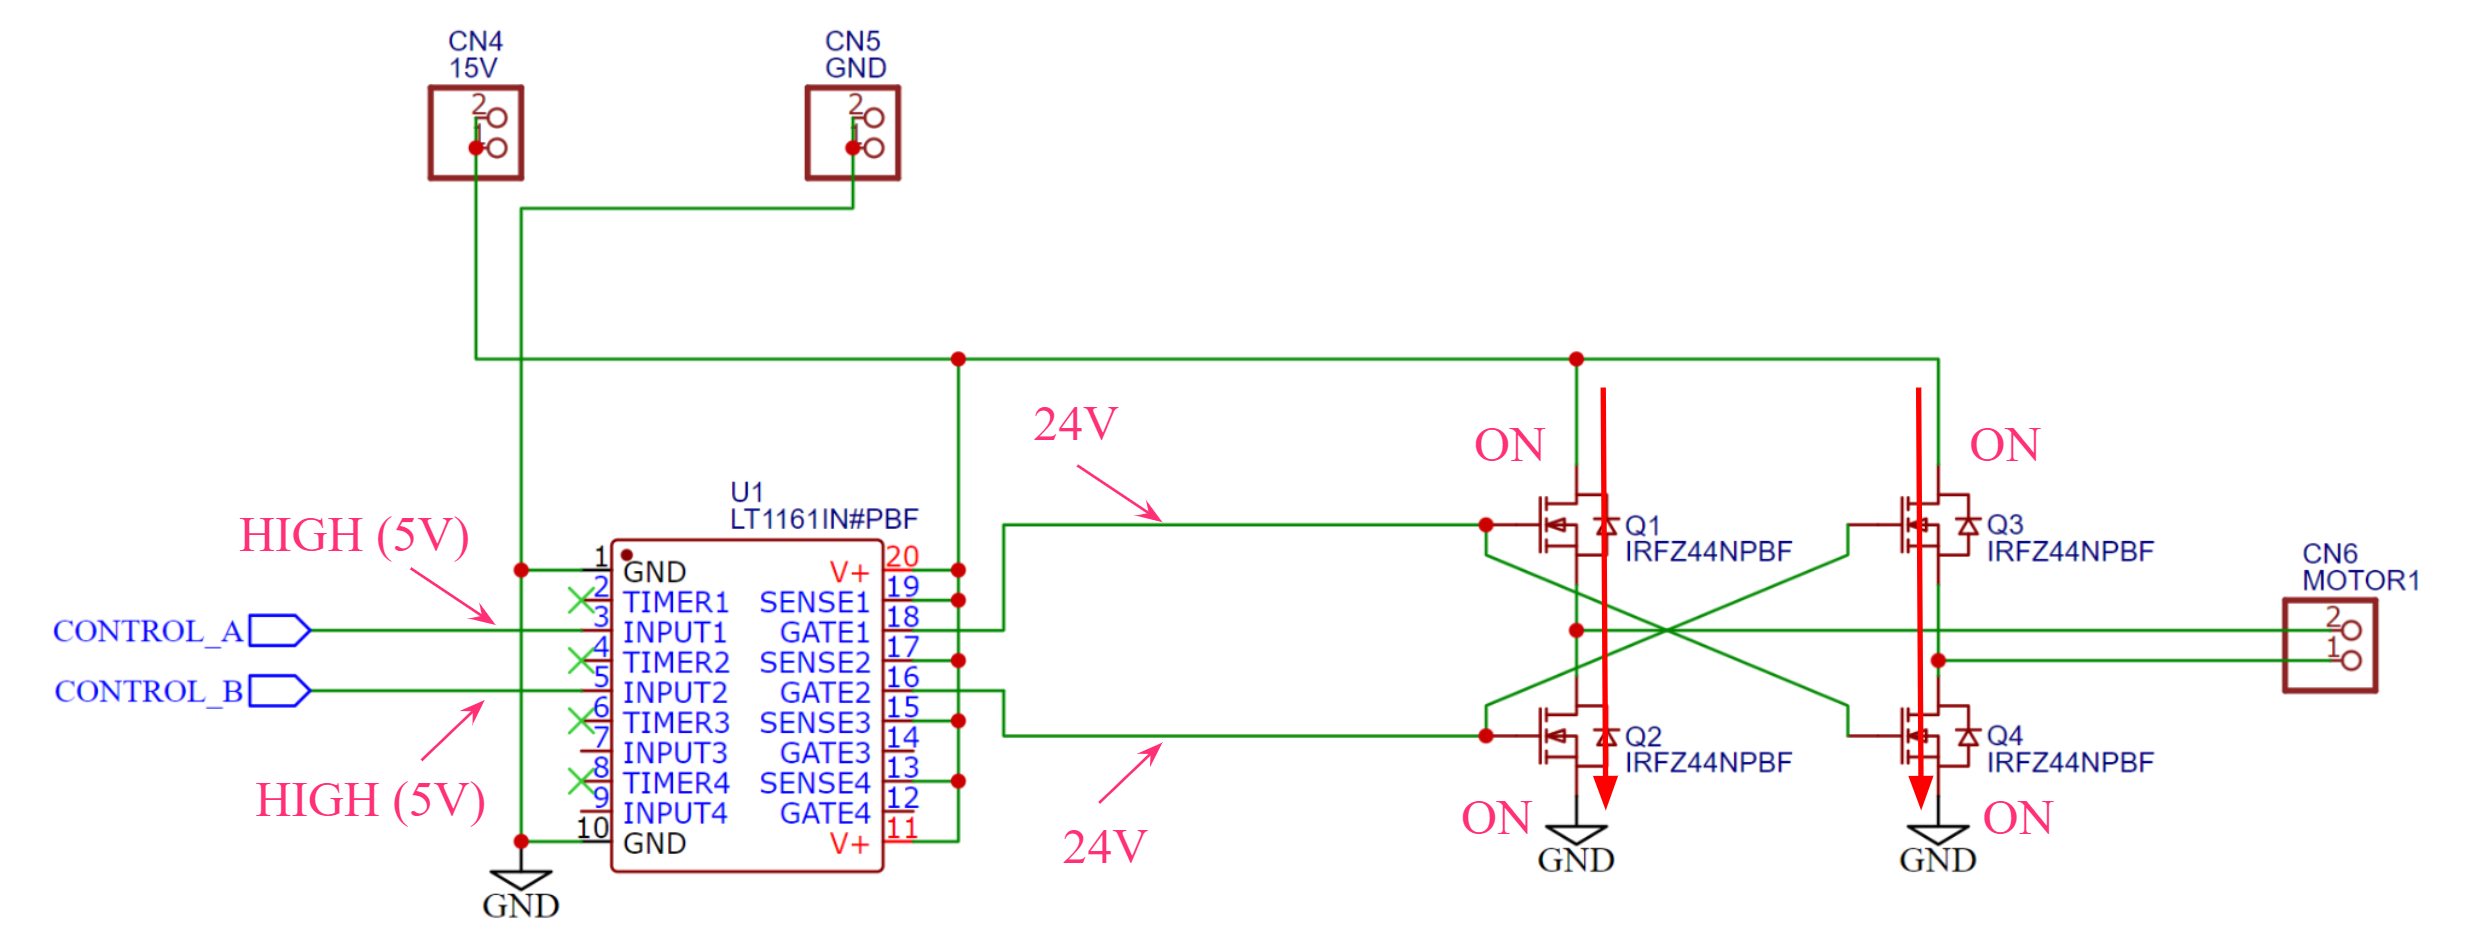 CN4
15V
2
1
CN5
GND
2
1
24V
ON
ON
U1
LT1161IN#PBF
HIGH (5V)
1 GND V+ 20
2 TIMER1 SENSE1 19
3 INPUT1 GATE1 18
4 TIMER2 SENSE2 17
5 INPUT2 GATE2 16
6 TIMER3 SENSE3 15
7 INPUT3 GATE3 14
8 TIMER4 SENSE4 13
9 INPUT4 GATE4 12
10 GND V+ 11
CONTROL_A
CONTROL_B
HIGH (5V)
GND
24V
Q1
IRFZ44NPBF
Q3
IRFZ44NPBF
CN6
MOTOR1
2
1
Q2
IRFZ44NPBF
Q4
IRFZ44NPBF
ON
ON
GND
GND